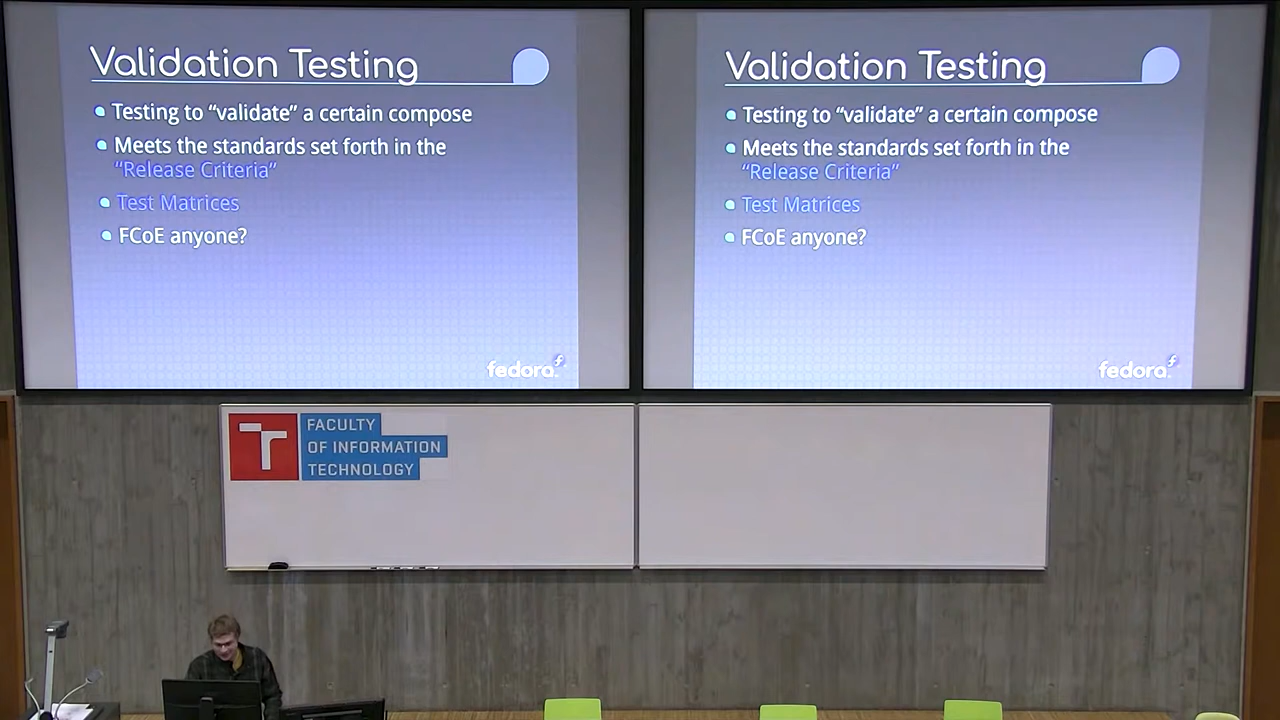 Validation Testing
Testing to “validate” a certain compose
Meets the standards set forth in the
“Release Criteria”
Test Matrices
FCoE anyone?
fedora
Validation Testing
Testing to “validate” a certain compose
Meets the standards set forth in the
“Release Criteria”
Test Matrices
FCoE anyone?
fedora
FACULTY
OF INFORMATION
TECHNOLOGY